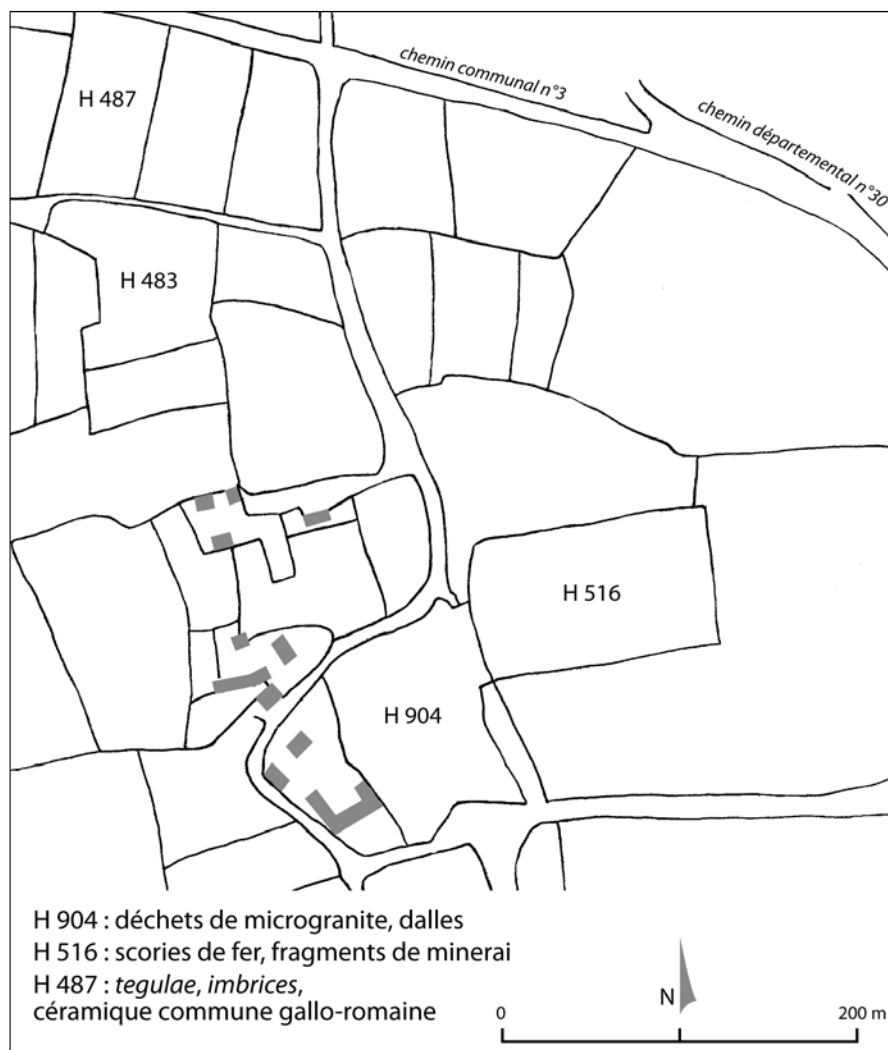 chemin communal n°3
chemin départemental n°30
H 487
H 483
H 516
H 904
H 904 : déchets de microgranite, dalles
H 516 : scories de fer, fragments de minerai
H 487 : tegulae, imbrices,
céramique commune gallo-romaine
N
0 200 m